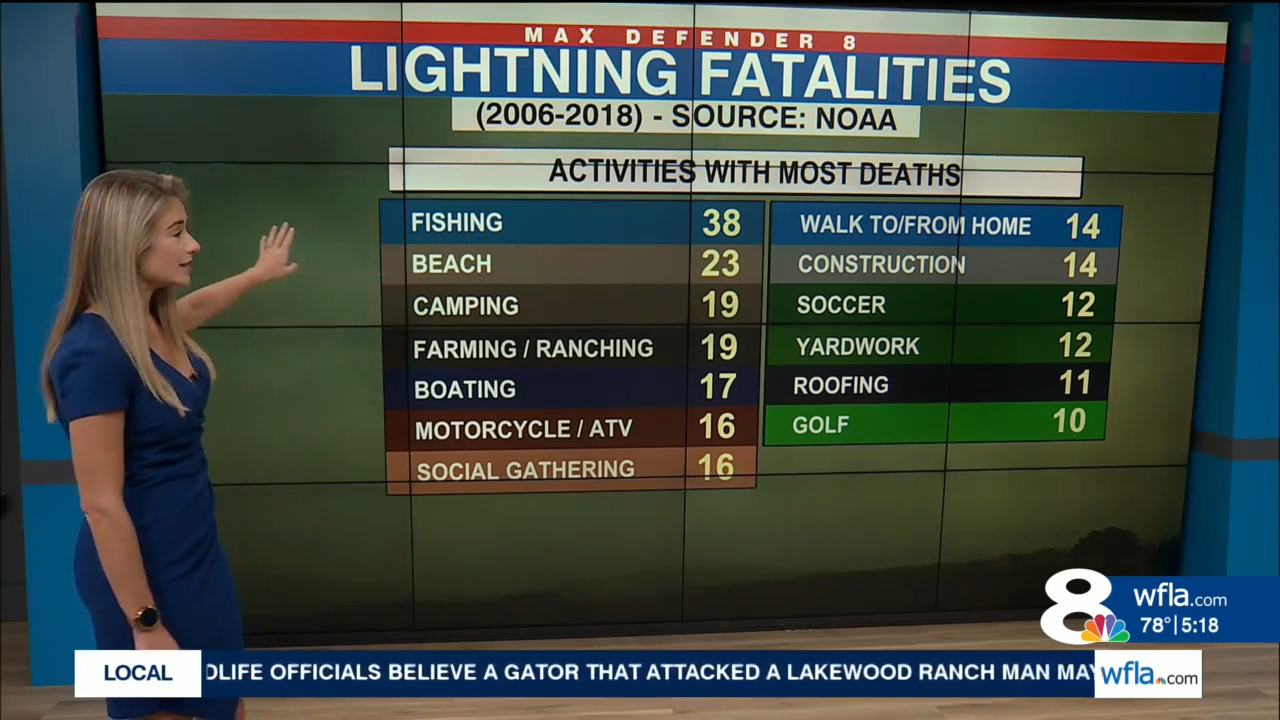 MAX DEFENDER 8
LIGHTNING FATALITIES
(2006-2018) - SOURCE: NOAA
ACTIVITIES WITH MOST DEATHS
FISHING 38
BEACH 23
CAMPING 19
FARMING / RANCHING 19
BOATING 17
MOTORCYCLE / ATV 16
SOCIAL GATHERING 16
WALK TO/FROM HOME 14
CONSTRUCTION 14
SOCCER 12
YARDWORK 12
ROOFING 11
GOLF 10
8 wfla.com
78° | 5:18
LOCAL DLIFE OFFICIALS BELIEVE A GATOR THAT ATTACKED A LAKEWOOD RANCH MAN MAY wfla.com